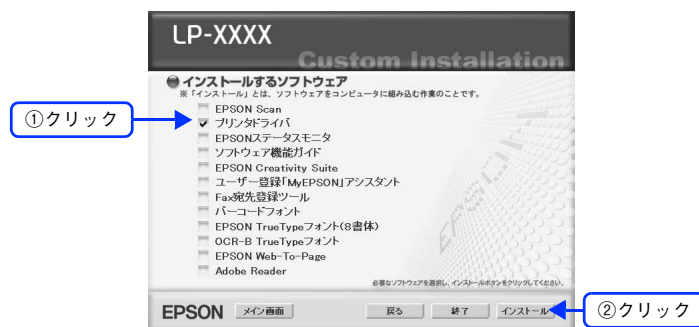 LP-XXXX
Custom Installation
インストールするソフトウェア
※「インストール」とは、ソフトウェアをコンピュータに組み込む作業のことです。
①クリック
EPSON Scan
プリンタドライバ
EPSONステータスモニタ
ソフトウェア機能ガイド
EPSON Creativity Suite
ユーザー登録「MyEPSON」アシスタント
Fax宛先登録ツール
バーコードフォント
EPSON TrueTypeフォント(8書体)
OCR-B TrueTypeフォント
EPSON Web-To-Page
Adobe Reader
EPSON
必要なソフトウェアを選択し、インストールボタンをクリックしてください。
EPSON
メイン画面
戻る
終了
インストール
②クリック